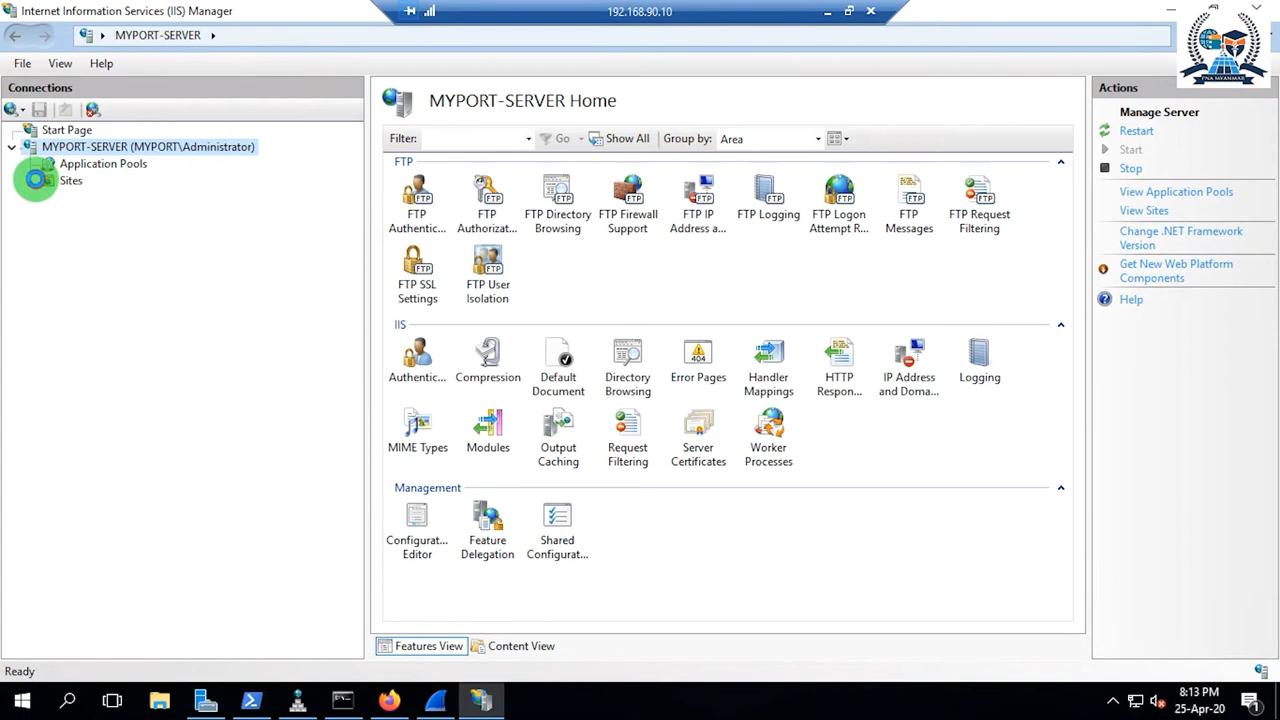 Internet Information Services (IIS) Manager
192.168.90.10
MYPORT-SERVER
File View Help
PNA MYANMAR
Connections
Start Page
MYPORT-SERVER (MYPORT\Administrator)
Application Pools
Sites
MYPORT-SERVER Home
Filter: Go Show All Group by: Area
FTP
FTP Authentic...
FTP Authorizat...
FTP Directory Browsing
FTP Firewall Support
FTP IP Address a...
FTP Logging
FTP Logon Attempt R...
FTP Messages
FTP Request Filtering
FTP SSL Settings
FTP User Isolation
IIS
Authentic...
Compression
Default Document
Directory Browsing
Error Pages
Handler Mappings
HTTP Respon...
IP Address and Doma...
Logging
MIME Types
Modules
Output Caching
Request Filtering
Server Certificates
Worker Processes
Management
Configurat... Editor
Feature Delegation
Shared Configurat...
Features View
Content View
Actions
Manage Server
Restart
Start
Stop
View Application Pools
View Sites
Change .NET Framework Version
Get New Web Platform Components
Help
Ready
8:13 PM
25-Apr-20
1